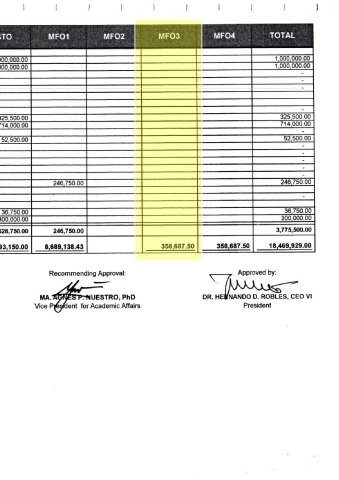 STO MFO1 MFO2 MFO3 MFO4 TOTAL
000,000.00 1,000,000.00
000,000.00 1,000,000.00
-
325,500.00 325,500.00
714,000.00 714,000.00
-
52,500.00 52,500.00
-
-
-
-
-
246,750.00 246,750.00
-
36,750.00 36,750.00
300,000.00 300,000.00
528,750.00 246,750.00 3,775,500.00
93,150.00 8,689,138.43 358,687.50 358,687.50 18,469,929.00
Recommending Approval: Approved by:
MA. AGNES P. NUESTRO, PhD DR. HERNANDO D. ROBLES, CEO VI
Vice President for Academic Affairs President